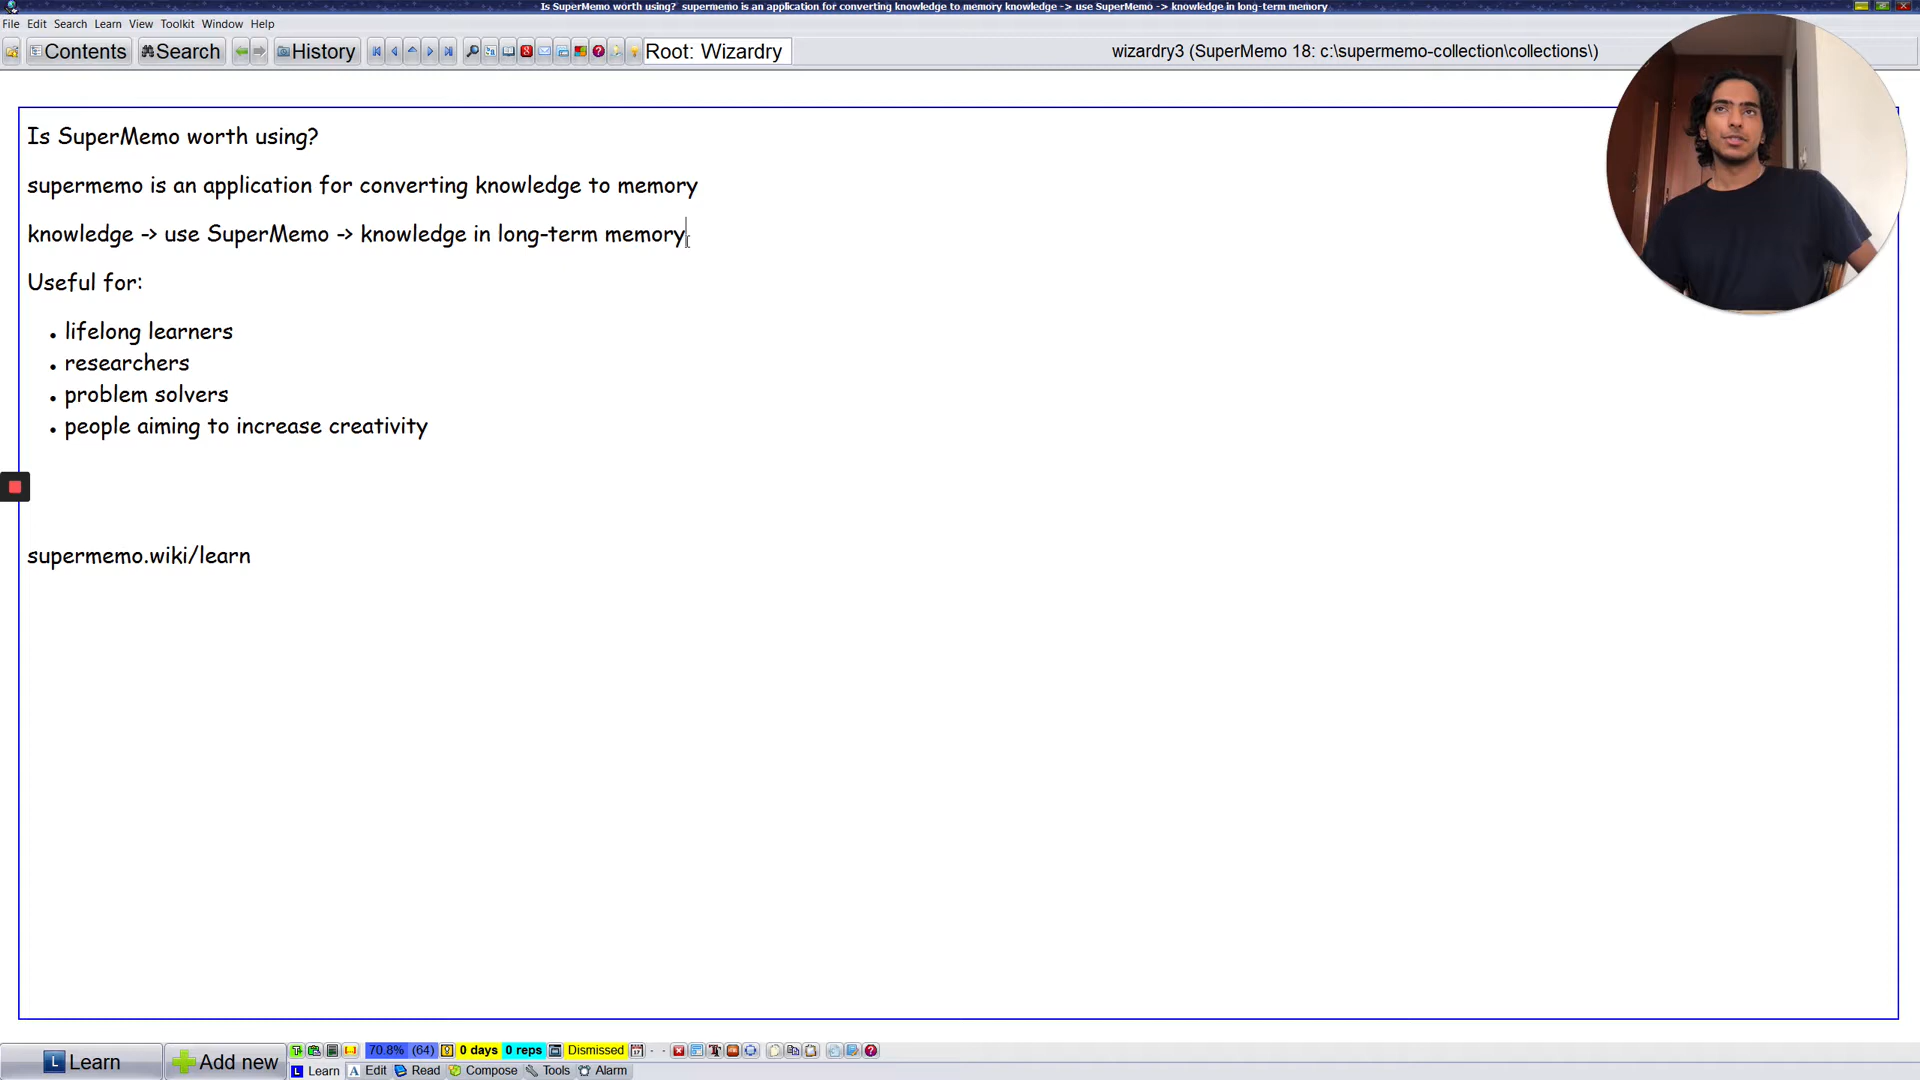 Is SuperMemo worth using?  supermemo is an application for converting knowledge to memory knowledge -> use SuperMemo -> knowledge in long-term memory
File Edit Search Learn View Toolkit Window Help
Contents Search History Root: Wizardry wizardry3 (SuperMemo 18: c:\supermemo-collection\collections\)
Is SuperMemo worth using?
supermemo is an application for converting knowledge to memory
knowledge -> use SuperMemo -> knowledge in long-term memory
Useful for:
• lifelong learners
• researchers
• problem solvers
• people aiming to increase creativity
supermemo.wiki/learn
L Learn Add new 70.8% (64) 0 days 0 reps Dismissed - -
L Learn A Edit Read Compose Tools Alarm